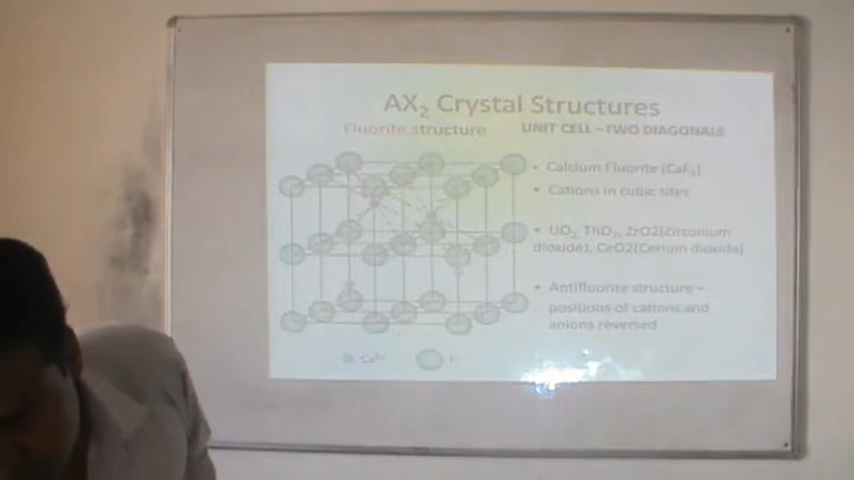 AX₂ Crystal Structures
Fluorite structure
UNIT CELL –TWO DIAGONALS
• Calcium Fluorite (CaF₂)
• Cations in cubic sites
• UO₂, ThO₂, ZrO2(Zirconium
dioxide), CeO2(Cerium dioxide)
• Antifluorite structure –
positions of cations and
anions reversed
Ca²⁺